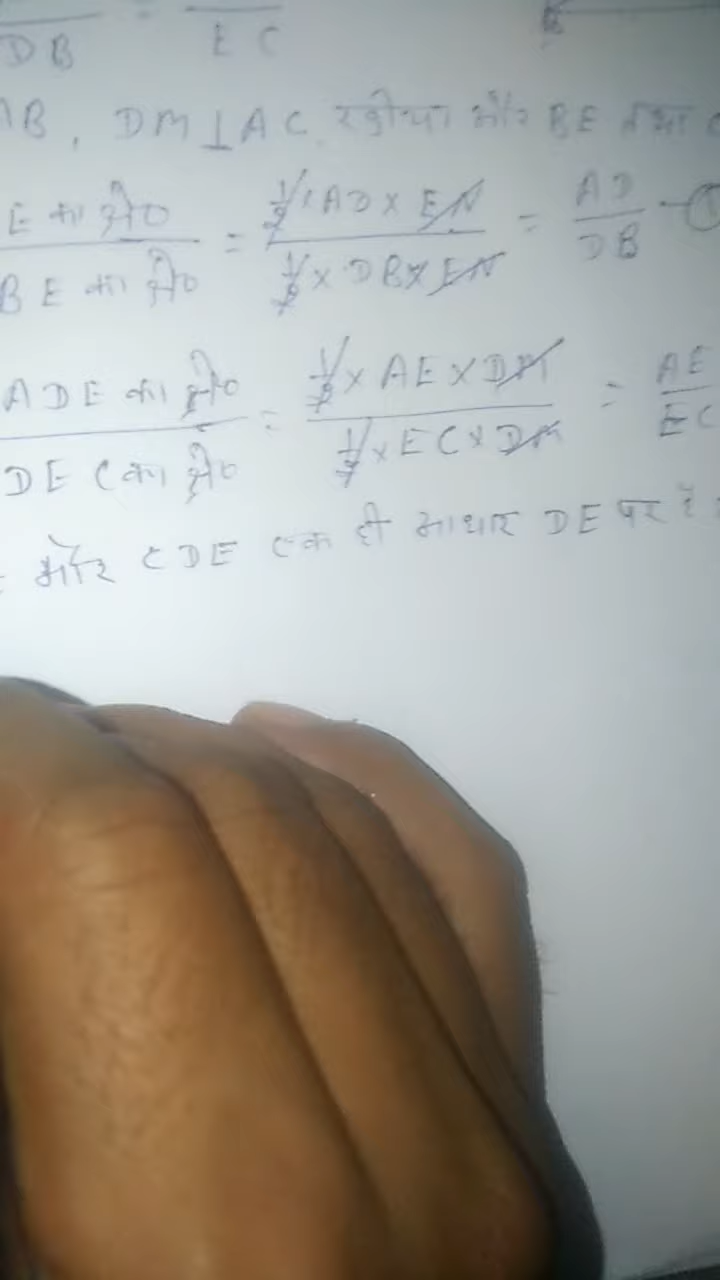 DB = EC B
AB, DM⊥AC खींचा और BE तथा
E का क्षे० / BE का क्षे० = 1/2 × AD × EN / 1/2 × DB × EN = AD / DB - ①
ADE का क्षे० / DEC का क्षे० = 1/2 × AE × DM / 1/2 × EC × DM = AE / EC
और CDE एक ही आधार DE पर है